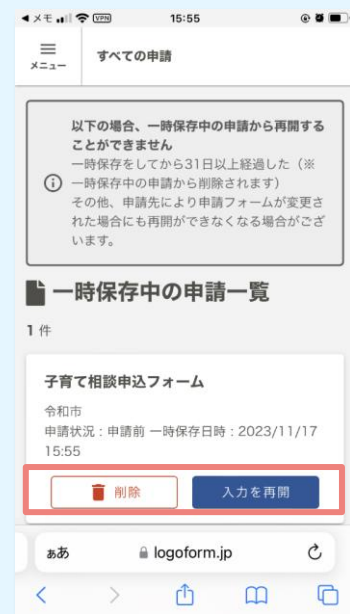 メモ VPN 15:55
メニュー すべての申請
以下の場合、一時保存中の申請から再開する
ことができません
一時保存をしてから31日以上経過した（※
一時保存中の申請から削除されます）
その他、申請先により申請フォームが変更さ
れた場合にも再開ができなくなる場合がござ
います。
一時保存中の申請一覧
1 件
子育て相談申込フォーム
令和市
申請状況：申請前 一時保存日時：2023/11/17
15:55
削除 入力を再開
ぁあ logoform.jp